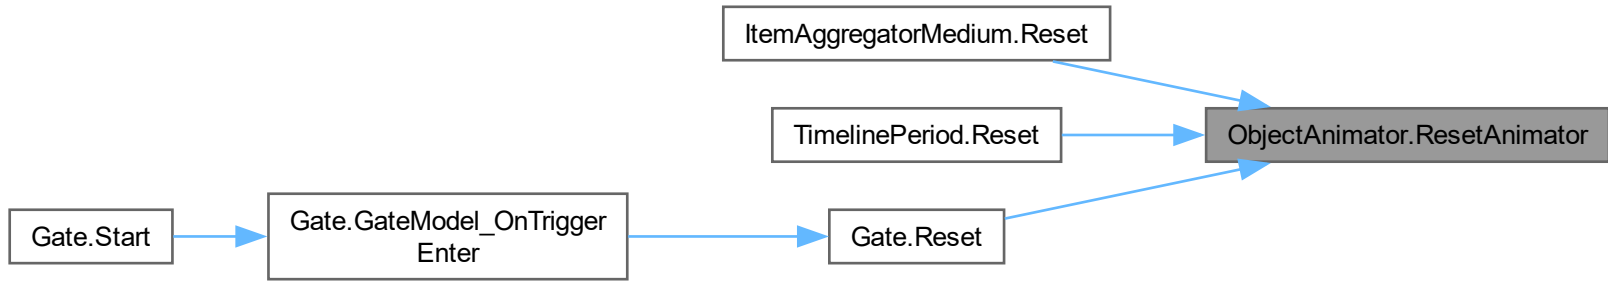 ItemAggregatorMedium.Reset
TimelinePeriod.Reset
ObjectAnimator.ResetAnimator
Gate.Start
Gate.GateModel_OnTrigger
Enter
Gate.Reset